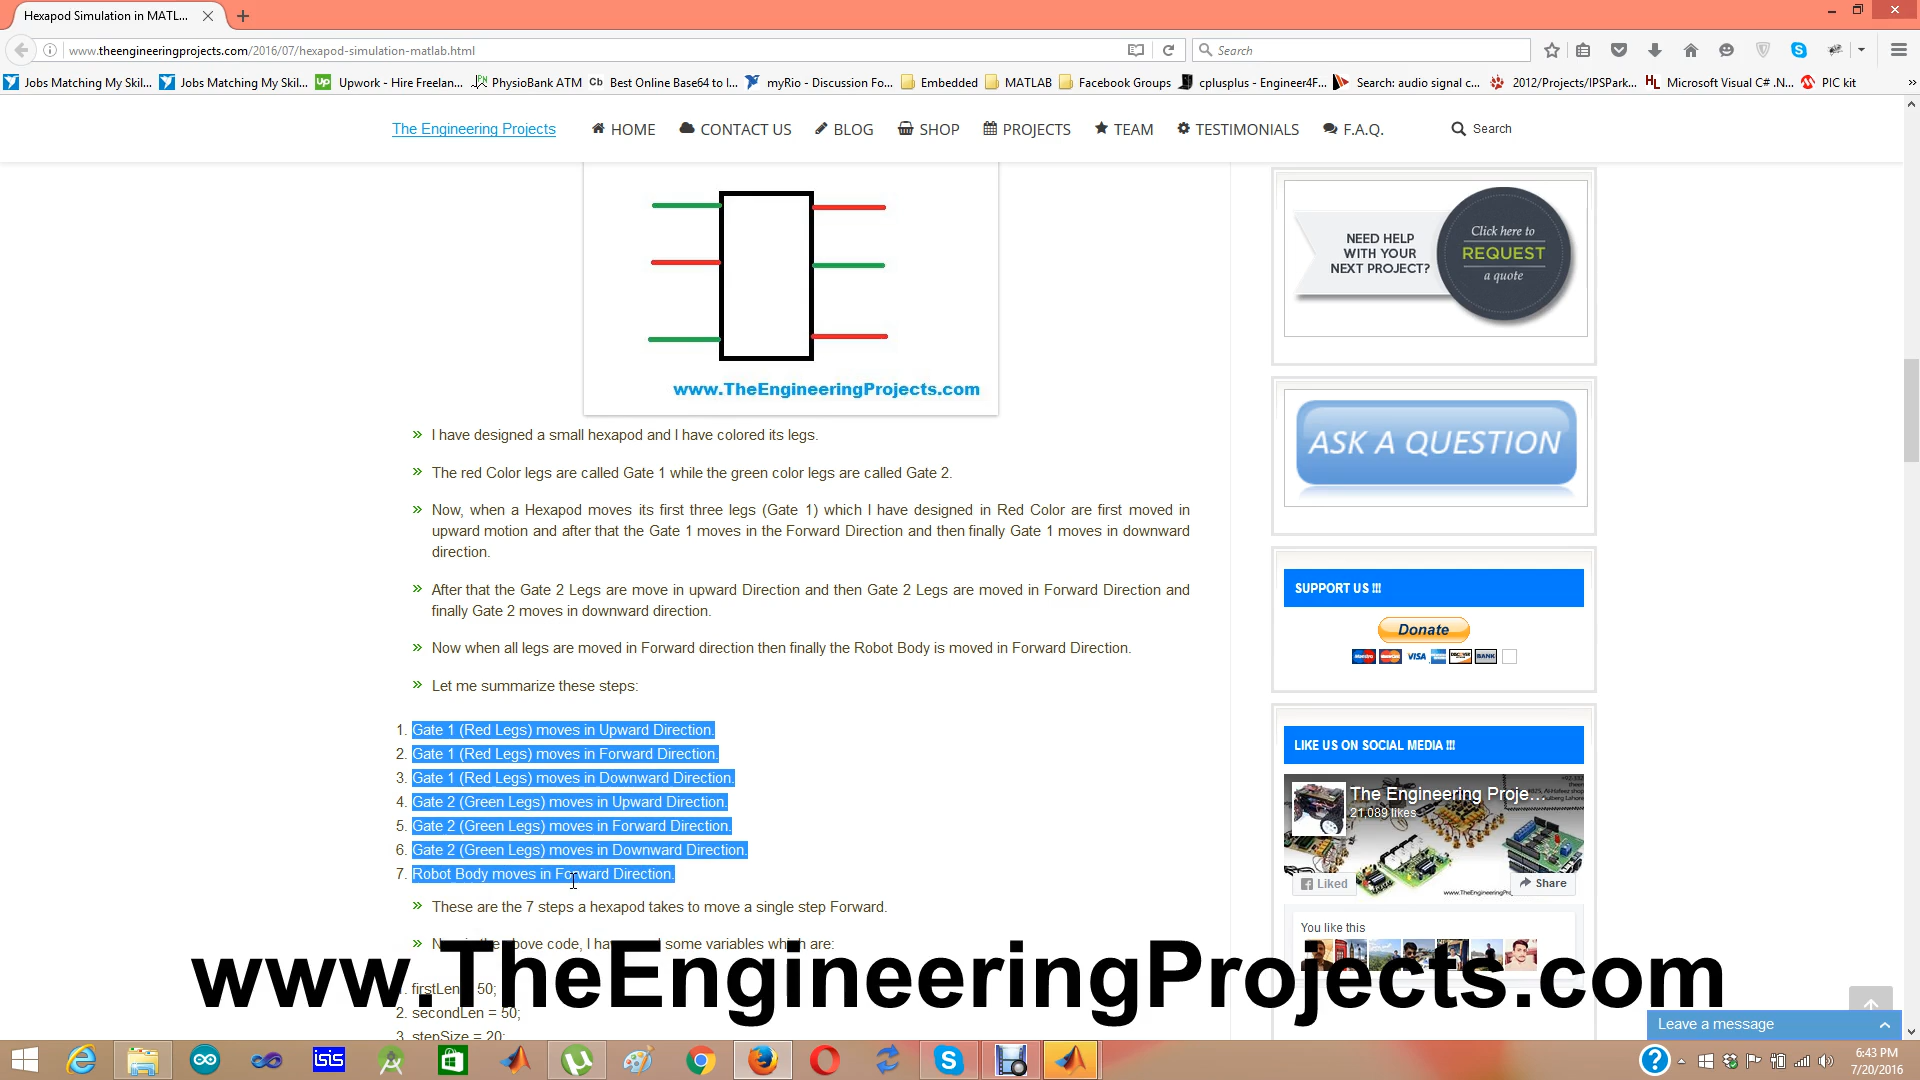 Hexapod Simulation in MATL...
www.theengineeringprojects.com/2016/07/hexapod-simulation-matlab.html
Search
Jobs Matching My Skil...
Jobs Matching My Skil...
Upwork - Hire Freelan...
PhysioBank ATM
Best Online Base64 to I...
myRio - Discussion Fo...
Embedded
MATLAB
Facebook Groups
cplusplus - Engineer4F...
Search: audio signal c...
2012/Projects/IPSPark...
Microsoft Visual C# .N...
PIC kit
The Engineering Projects
HOME
CONTACT US
BLOG
SHOP
PROJECTS
TEAM
TESTIMONIALS
F.A.Q.
Search
www.TheEngineeringProjects.com
I have designed a small hexapod and I have colored its legs.
The red Color legs are called Gate 1 while the green color legs are called Gate 2.
Now, when a Hexapod moves its first three legs (Gate 1) which I have designed in Red Color are first moved in
upward motion and after that the Gate 1 moves in the Forward Direction and then finally Gate 1 moves in downward
direction.
After that the Gate 2 Legs are move in upward Direction and then Gate 2 Legs are moved in Forward Direction and
finally Gate 2 moves in downward direction.
Now when all legs are moved in Forward direction then finally the Robot Body is moved in Forward Direction.
Let me summarize these steps:
1. Gate 1 (Red Legs) moves in Upward Direction.
2. Gate 1 (Red Legs) moves in Forward Direction.
3. Gate 1 (Red Legs) moves in Downward Direction.
4. Gate 2 (Green Legs) moves in Upward Direction.
5. Gate 2 (Green Legs) moves in Forward Direction.
6. Gate 2 (Green Legs) moves in Downward Direction.
7. Robot Body moves in Forward Direction.
These are the 7 steps a hexapod takes to move a single step Forward.
above code, I some variables which are:
50;
2. secondLen = 50;
3. stepSize = 20;
NEED HELP
WITH YOUR
NEXT PROJECT?
Click here to
REQUEST
a quote
ASK A QUESTION
SUPPORT US !!!
Donate
VISA
BANK
LIKE US ON SOCIAL MEDIA !!!
The Engineering Proje...
21,089 likes
Liked
Share
You like this
www.TheEngineeringProjects.com
Leave a message
isis
6:43 PM
7/20/2016